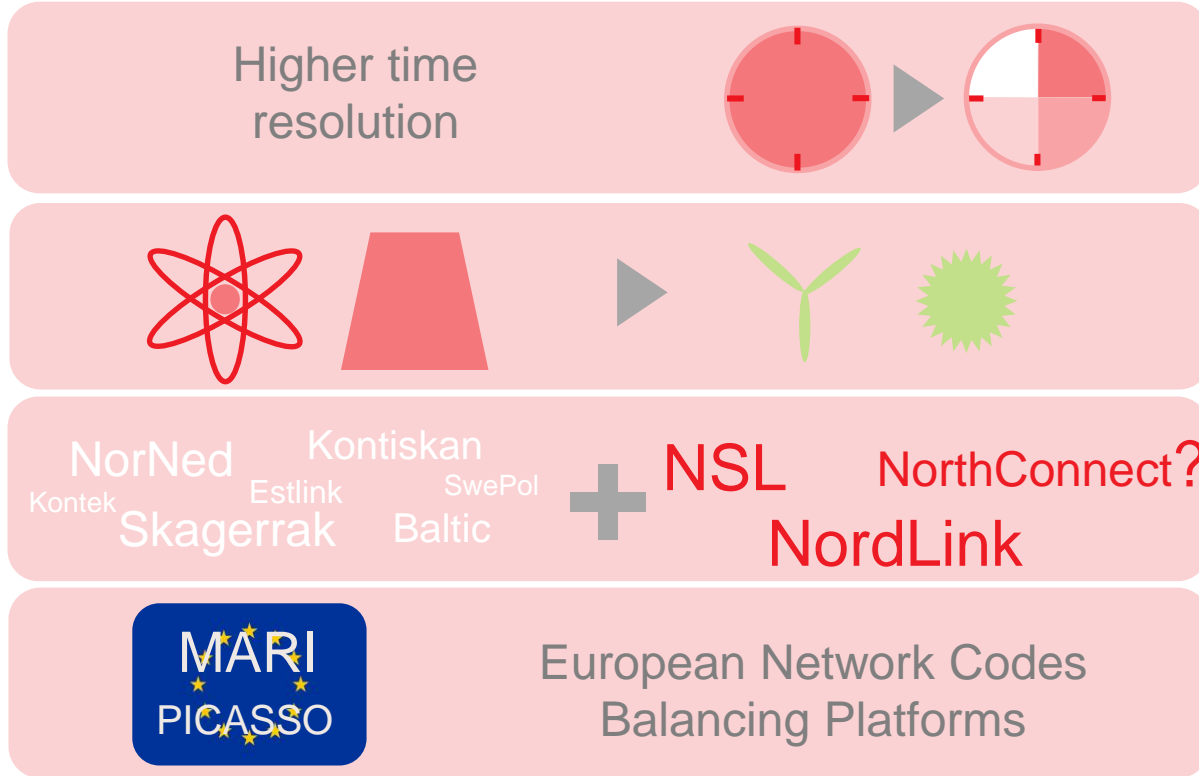 Higher time
resolution
NorNed
Kontiskan
Kontek
Estlink
SwePol
Skagerrak
Baltic
NSL
NorthConnect?
NordLink
MARI
PICASSO
European Network Codes
Balancing Platforms